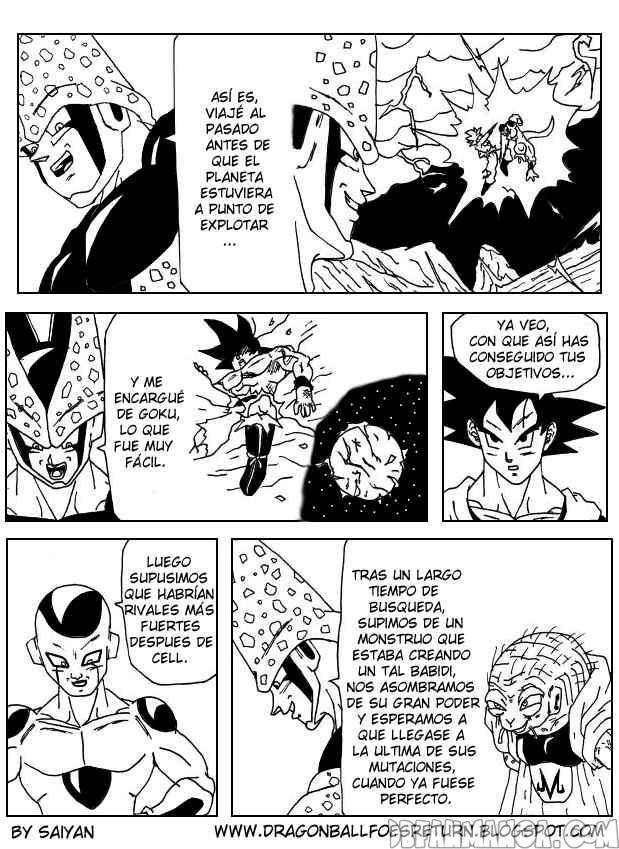 ASÍ ES,
VIAJÉ AL
PASADO
ANTES
DE
QUE EL
PLANETA
ESTUVIERA
A PUNTO DE
EXPLOTAR
...
Y ME
ENCARGUÉ
DE GOKU,
LO QUE
FUE MUY
FÁCIL.
YA VEO,
CON QUE ASÍ HAS
CONSEGUIDO TUS
OBJETIVOS...
LUEGO
SUPUSIMOS
QUE HABRÍAN
RIVALES MÁS
FUERTES
DESPUES DE
CELL.
TRAS UN LARGO
TIEMPO DE
BUSQUEDA,
SUPIMOS DE UN
MONSTRUO QUE
ESTABA CREANDO
UN TAL BABIDI,
NOS ASOMBRAMOS
DE SU GRAN PODER
Y ESPERAMOS A
QUE LLEGASE A
LA ULTIMA DE SUS
MUTACIONES,
CUANDO YA FUESE
PERFECTO.
M
BY SAIYAN
WWW.DRAGONBALLFOESRETURN.BLOGSPOT.COM
DBFANMANGA.COM